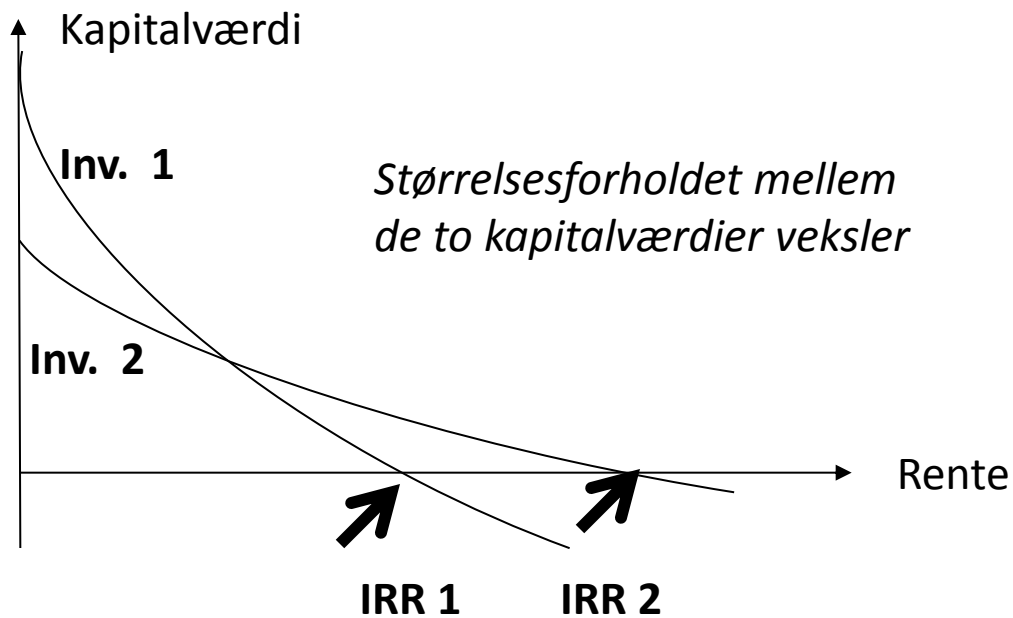 Kapitalværdi
Inv. 1
Størrelsesforholdet mellem
de to kapitalværdier veksler
Inv. 2
Rente
IRR 1
IRR 2